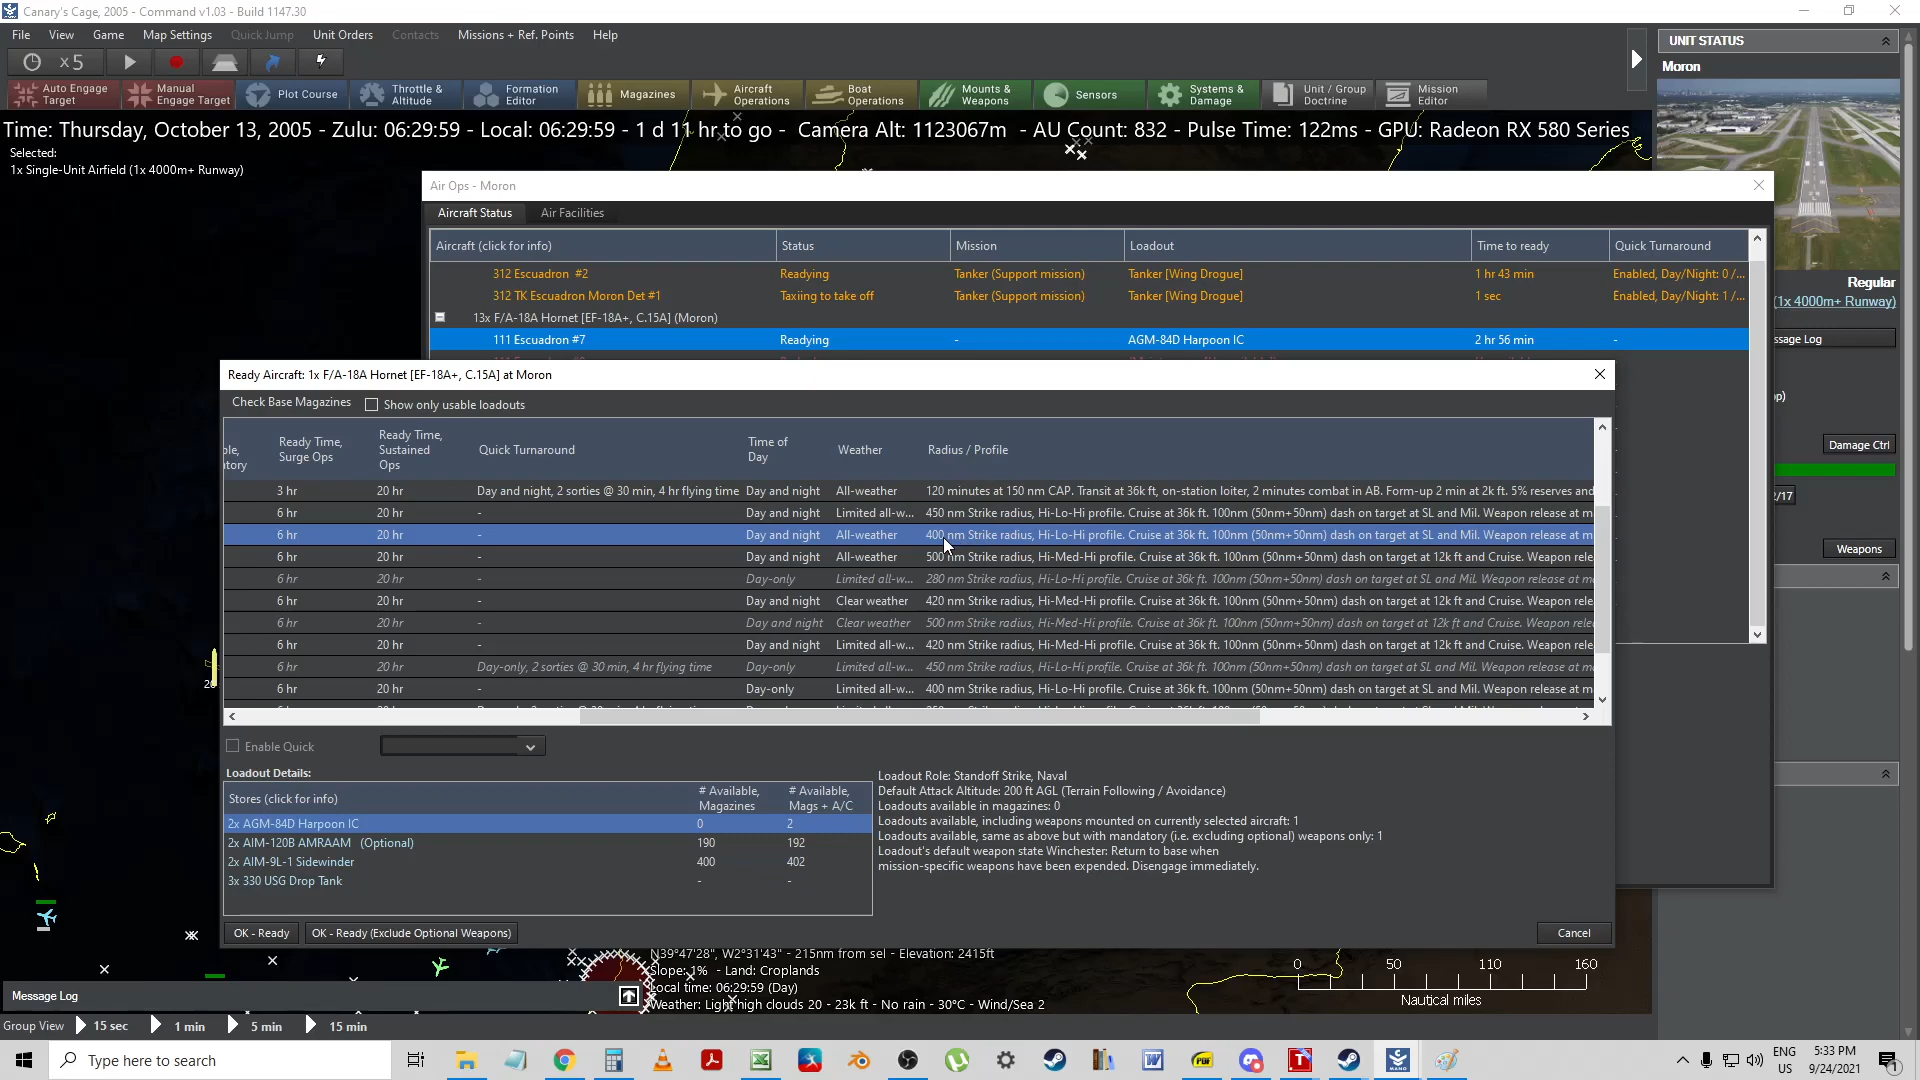 Canary's Cage, 2005 - Command v1.03 - Build 1147.30
File View Game Map Settings Quick Jump Unit Orders Contacts Missions + Ref. Points Help
x 5
Auto Engage Target
Manual Engage Target
Plot Course
Throttle & Altitude
Formation Editor
Magazines
Aircraft Operations
Boat Operations
Mounts & Weapons
Sensors
Systems & Damage
Unit / Group Doctrine
Mission Editor
UNIT STATUS
Moron
Time: Thursday, October 13, 2005 - Zulu: 06:29:59 - Local: 06:29:59 - 1 d 11 hr to go - Camera Alt: 1123067m - AU Count: 832 - Pulse Time: 122ms - GPU: Radeon RX 580 Series
Selected:
1x Single-Unit Airfield (1x 4000m+ Runway)
Air Ops - Moron
Aircraft Status Air Facilities
Aircraft (click for info) Status Mission Loadout Time to ready Quick Turnaround
312 Escuadron #2 Readying Tanker (Support mission) Tanker [Wing Drogue] 1 hr 43 min Enabled, Day/Night: 0 /...
312 TK Escuadron Moron Det #1 Taxiing to take off Tanker (Support mission) Tanker [Wing Drogue] 1 sec Enabled, Day/Night: 1 /...
13x F/A-18A Hornet [EF-18A+, C.15A] (Moron)
111 Escuadron #7 Readying - AGM-84D Harpoon IC 2 hr 56 min -
Regular
(1x 4000m+ Runway)
ssage Log
Damage Ctrl
/17
Weapons
Ready Aircraft: 1x F/A-18A Hornet [EF-18A+, C.15A] at Moron
Check Base Magazines Show only usable loadouts
Ready Time, Surge Ops
Ready Time, Sustained Ops
Quick Turnaround
Time of Day
Weather
Radius / Profile
3 hr 20 hr Day and night, 2 sorties @ 30 min, 4 hr flying time Day and night All-weather 120 minutes at 150 nm CAP. Transit at 36k ft, on-station loiter, 2 minutes combat in AB. Form-up 2 min at 2k ft. 5% reserves and
6 hr 20 hr - Day and night Limited all-w... 450 nm Strike radius, Hi-Lo-Hi profile. Cruise at 36k ft. 100nm (50nm+50nm) dash on target at SL and Mil. Weapon release at m
6 hr 20 hr - Day and night All-weather 400 nm Strike radius, Hi-Lo-Hi profile. Cruise at 36k ft. 100nm (50nm+50nm) dash on target at SL and Mil. Weapon release at m
6 hr 20 hr - Day and night All-weather 500 nm Strike radius, Hi-Med-Hi profile. Cruise at 36k ft. 100nm (50nm+50nm) dash on target at 12k ft and Cruise. Weapon rele
6 hr 20 hr - Day-only Limited all-w... 280 nm Strike radius, Hi-Lo-Hi profile. Cruise at 36k ft. 100nm (50nm+50nm) dash on target at SL and Mil. Weapon release at m
6 hr 20 hr - Day and night Clear weather 420 nm Strike radius, Hi-Med-Hi profile. Cruise at 36k ft. 100nm (50nm+50nm) dash on target at 12k ft and Cruise. Weapon rele
6 hr 20 hr - Day and night Clear weather 500 nm Strike radius, Hi-Med-Hi profile. Cruise at 36k ft. 100nm (50nm+50nm) dash on target at 12k ft and Cruise. Weapon rele
6 hr 20 hr - Day and night Limited all-w... 420 nm Strike radius, Hi-Med-Hi profile. Cruise at 36k ft. 100nm (50nm+50nm) dash on target at 12k ft and Cruise. Weapon rele
6 hr 20 hr Day-only, 2 sorties @ 30 min, 4 hr flying time Day-only Limited all-w... 450 nm Strike radius, Hi-Lo-Hi profile. Cruise at 36k ft. 100nm (50nm+50nm) dash on target at SL and Mil. Weapon release at m
6 hr 20 hr - Day-only Limited all-w... 400 nm Strike radius, Hi-Lo-Hi profile. Cruise at 36k ft. 100nm (50nm+50nm) dash on target at SL and Mil. Weapon release at m
Enable Quick
Loadout Details:
Stores (click for info) # Available, Magazines # Available, Mags + A/C
2x AGM-84D Harpoon IC 0 2
2x AIM-120B AMRAAM (Optional) 190 192
2x AIM-9L-1 Sidewinder 400 402
3x 330 USG Drop Tank - -
Loadout Role: Standoff Strike, Naval
Default Attack Altitude: 200 ft AGL (Terrain Following / Avoidance)
Loadouts available in magazines: 0
Loadouts available, including weapons mounted on currently selected aircraft: 1
Loadouts available, same as above but with mandatory (i.e. excluding optional) weapons only: 1
Loadout's default weapon state Winchester: Return to base when
mission-specific weapons have been expended. Disengage immediately.
OK - Ready OK - Ready (Exclude Optional Weapons) Cancel
N39°47'28", W2°31'43" - 215nm from sel - Elevation: 2415ft
Slope: 1% - Land: Croplands
Local time: 06:29:59 (Day)
Weather: Light high clouds 20 - 23k ft - No rain - 30°C - Wind/Sea 2
0 50 110 160
Nautical miles
Message Log
Group View 15 sec 1 min 5 min 15 min
Type here to search
ENG
US
5:33 PM
9/24/2021